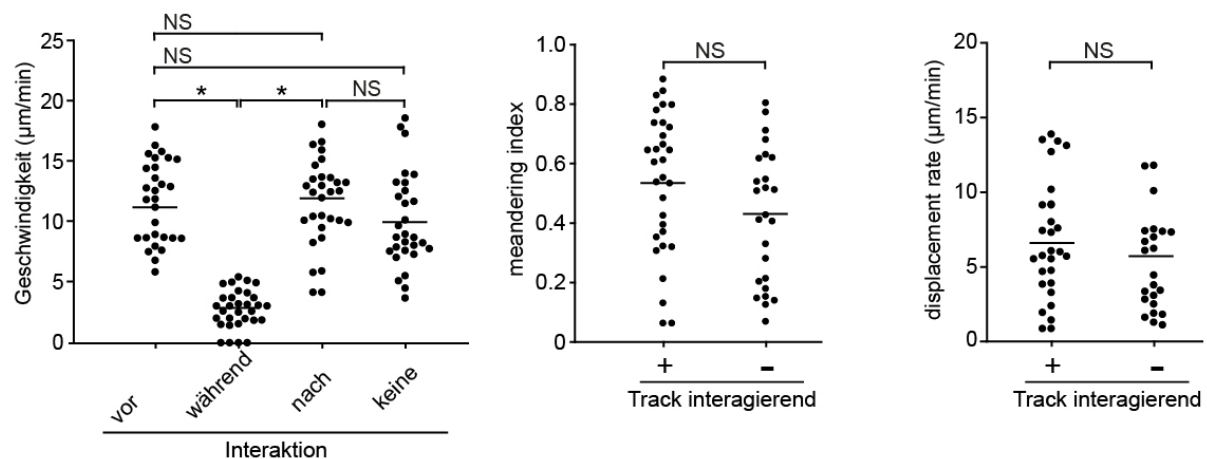 NS
NS
* * NS
25
20
15
10
5
0
Geschwindigkeit (µm/min)
vor während nach keine
Interaktion
NS
1.0
0.8
0.6
0.4
0.2
0
meandering index
+ -
Track interagierend
NS
20
15
10
5
0
displacement rate (µm/min)
+ -
Track interagierend